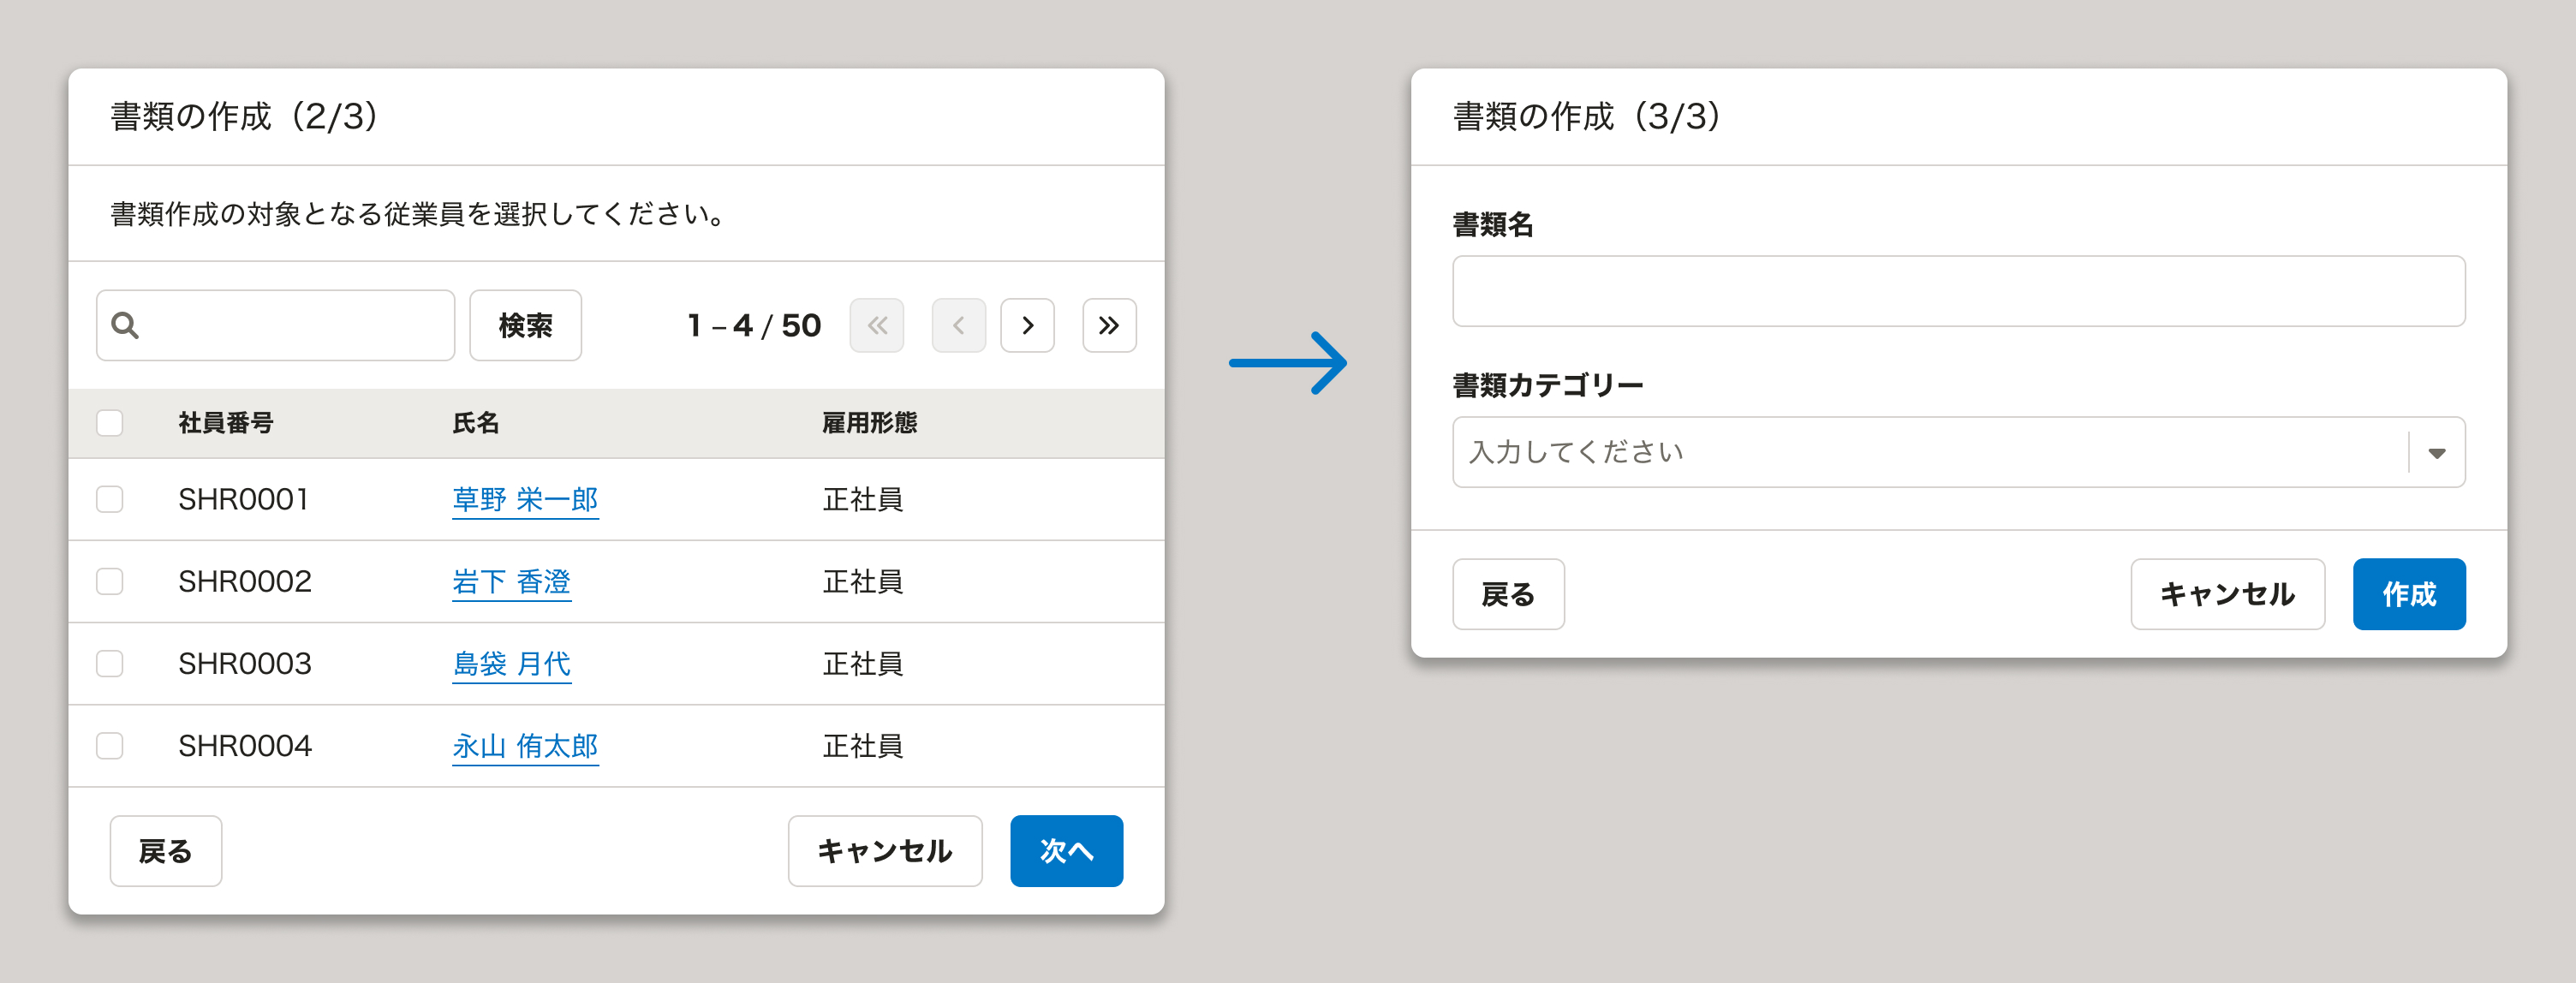 書類の作成（2/3）
書類作成の対象となる従業員を選択してください。
検索
1 – 4 / 50
社員番号 氏名 雇用形態
SHR0001 草野 栄一郎 正社員
SHR0002 岩下 香澄 正社員
SHR0003 島袋 月代 正社員
SHR0004 永山 侑太郎 正社員
戻る キャンセル 次へ
書類の作成（3/3）
書類名
書類カテゴリー
入力してください
戻る キャンセル 作成